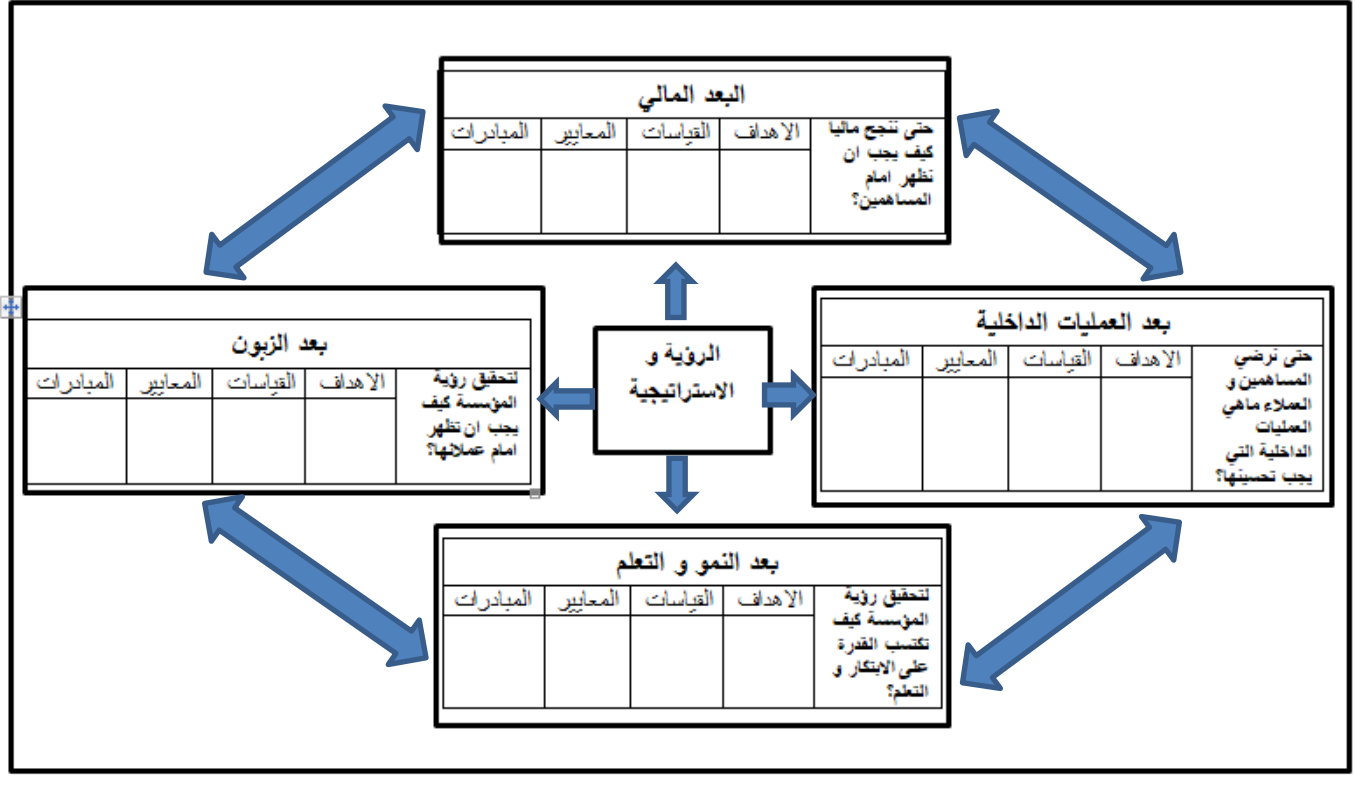 البعد المالي
حتى تنجح ماليا
كيف يجب ان
تظهر امام
المساهمين؟
الاهداف
القياسات
المعايير
المبادرات
بعد العمليات الداخلية
حتى ترضي
المساهمين و
العملاء ماهي
العمليات
الداخلية التي
يجب تحسينها؟
الاهداف
القياسات
المعايير
المبادرات
الرؤية و
الاستراتيجية
بعد الزبون
لتحقيق رؤية
المؤسسة كيف
يجب ان تظهر
امام عملائها؟
الاهداف
القياسات
المعايير
المبادرات
بعد النمو و التعلم
لتحقيق رؤية
المؤسسة كيف
تكتسب القدرة
على الابتكار و
التعلم؟
الاهداف
القياسات
المعايير
المبادرات